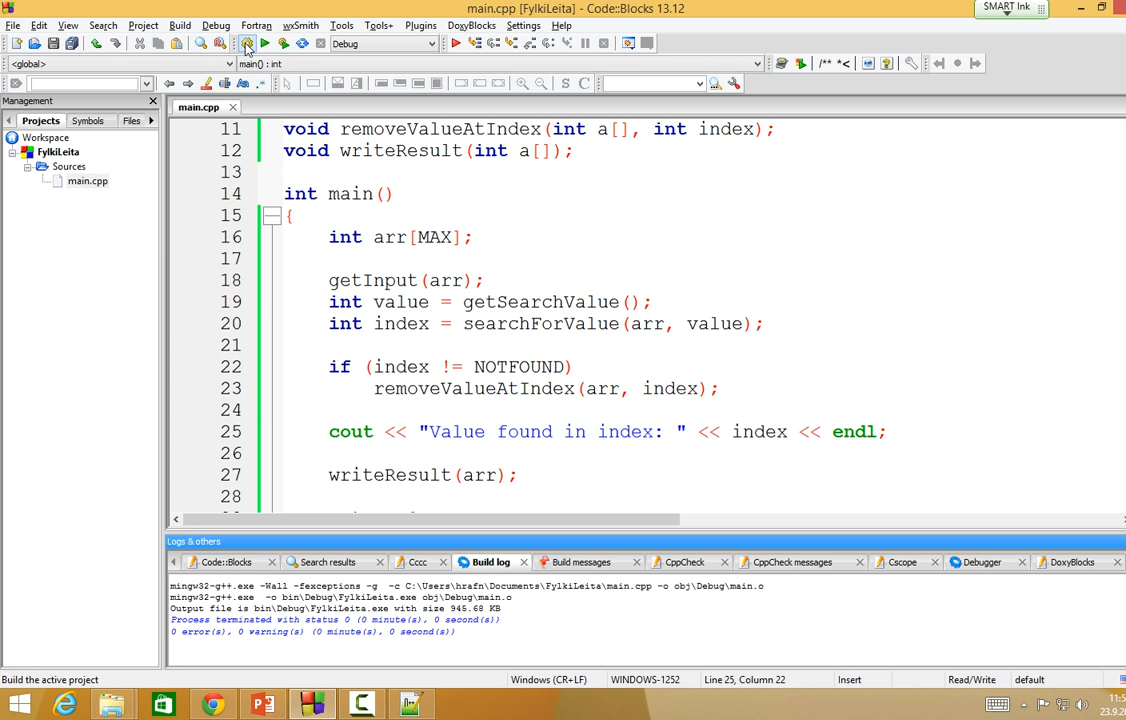 main.cpp [FylkiLeita] - Code::Blocks 13.12
SMART Ink
File Edit View Search Project Build Debug Fortran wxSmith Tools Tools+ Plugins DoxyBlocks Settings Help
Debug
<global> main() : int
/** *<
Aa .*
S C
Management
Projects Symbols Files
main.cpp
Workspace
FylkiLeita
Sources
main.cpp
11 void removeValueAtIndex(int a[], int index);
12 void writeResult(int a[]);
13
14 int main()
15 {
16 int arr[MAX];
17
18 getInput(arr);
19 int value = getSearchValue();
20 int index = searchForValue(arr, value);
21
22 if (index != NOTFOUND)
23 removeValueAtIndex(arr, index);
24
25 cout << "Value found in index: " << index << endl;
26
27 writeResult(arr);
28
Logs & others
Code::Blocks Search results Cccc Build log Build messages CppCheck CppCheck messages Cscope Debugger DoxyBlocks
mingw32-g++.exe -Wall -fexceptions -g -c C:\Users\hrafn\Documents\FylkiLeita\main.cpp -o obj\Debug\main.o
mingw32-g++.exe -o bin\Debug\FylkiLeita.exe obj\Debug\main.o
Output file is bin\Debug\FylkiLeita.exe with size 945.68 KB
Process terminated with status 0 (0 minute(s), 0 second(s))
0 error(s), 0 warning(s) (0 minute(s), 0 second(s))
Build the active project Windows (CR+LF) WINDOWS-1252 Line 25, Column 22 Insert Read/Write default